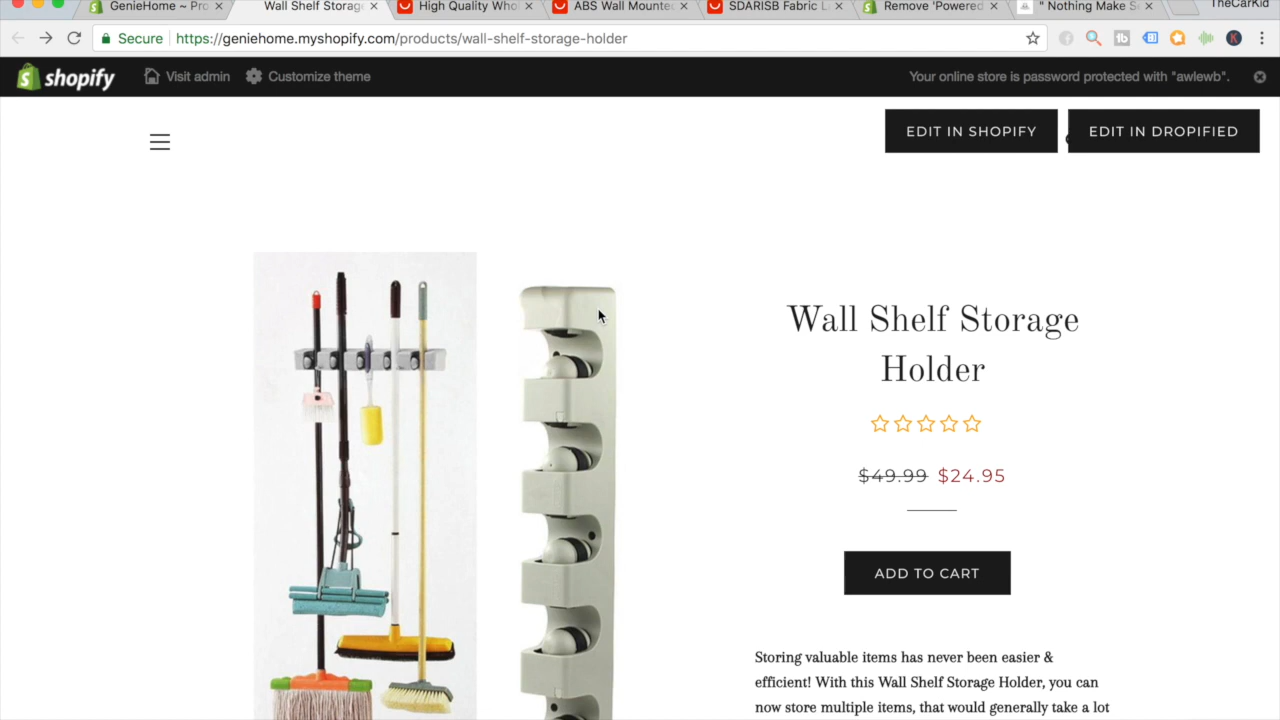 GenieHome ~ Pro
Wall Shelf Storage
High Quality Who
ABS Wall Mounte
SDARISB Fabric L
Remove 'Powered
" Nothing Make S
TheCarKid
Secure
https://geniehome.myshopify.com/products/wall-shelf-storage-holder
shopify
Visit admin
Customize theme
Your online store is password protected with "awlewb".
EDIT IN SHOPIFY
EDIT IN DROPIFIED
Wall Shelf Storage
Holder
$49.99 $24.95
ADD TO CART
Storing valuable items has never been easier &
efficient! With this Wall Shelf Storage Holder, you can
now store multiple items, that would generally take a lot